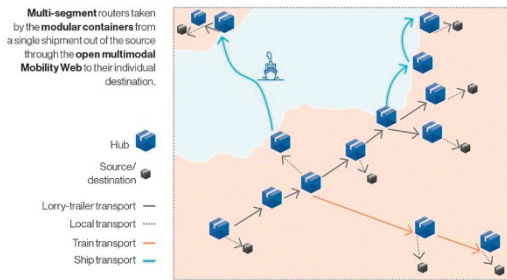 Multi-segment routers taken
by the modular containers from
a single shipment out of the source
through the open multimodal
Mobility Web to their individual
destination.
Hub
Source/
destination
Lorry-trailer transport
Local transport
Train transport
Ship transport